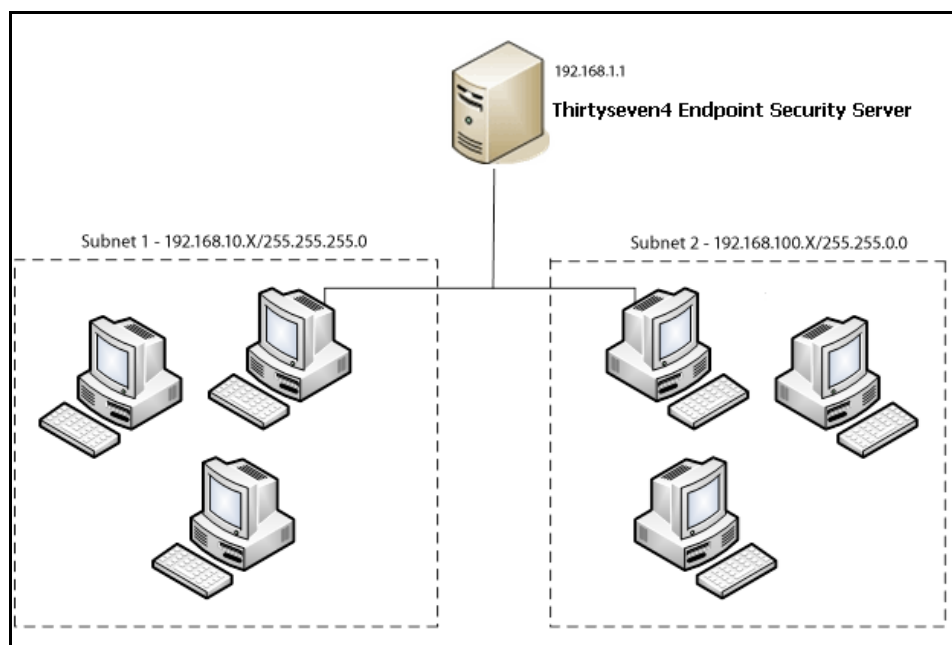 192.168.1.1
Thirtyseven4 Endpoint Security Server
Subnet 1 - 192.168.10.X/255.255.255.0
Subnet 2 - 192.168.100.X/255.255.0.0